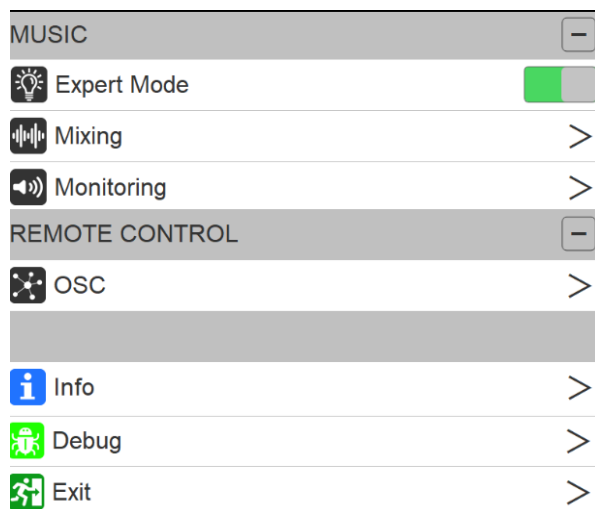 MUSIC
Expert Mode
Mixing
Monitoring
REMOTE CONTROL
OSC
Info
Debug
Exit